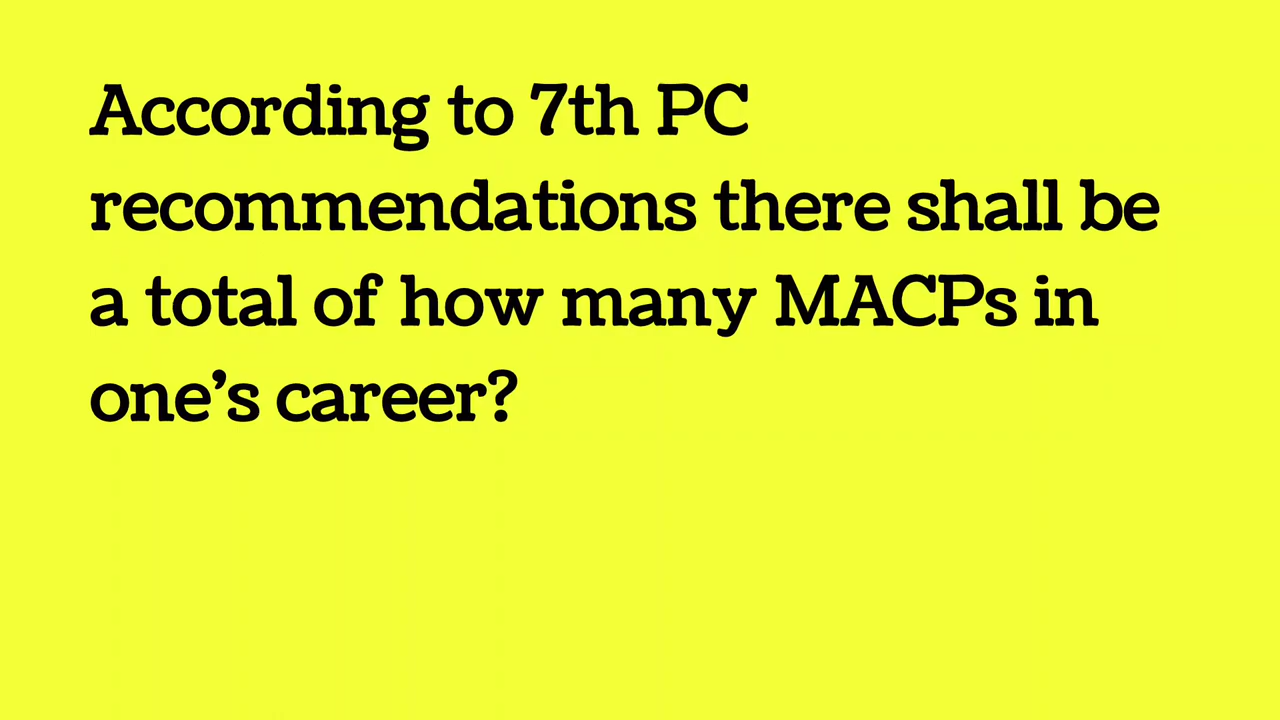 According to 7th PC
recommendations there shall be
a total of how many MACPs in
one’s career?